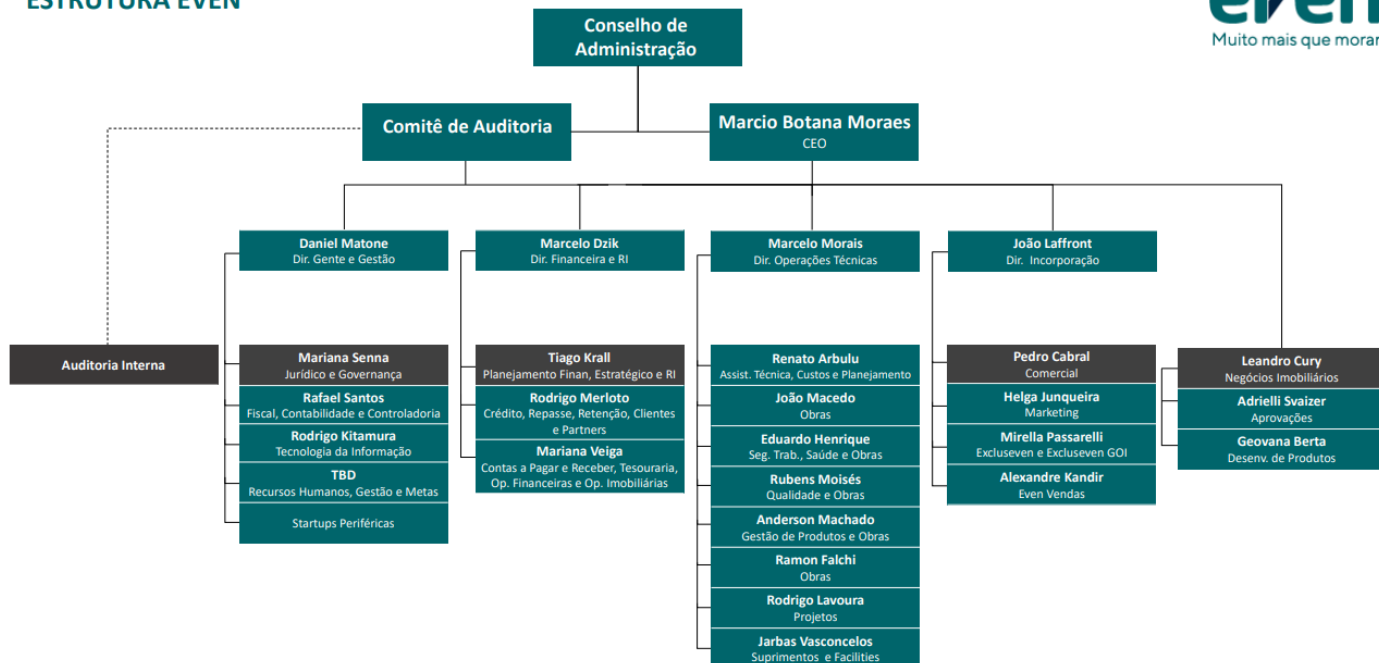 ESTRUTURA EVEN
even
Muito mais que morar
Conselho de
Administração
Comitê de Auditoria
Marcio Botana Moraes
CEO
Daniel Matone
Dir. Gente e Gestão
Marcelo Dzik
Dir. Financeira e RI
Marcelo Morais
Dir. Operações Técnicas
João Laffront
Dir. Incorporação
Auditoria Interna
Mariana Senna
Jurídico e Governança
Rafael Santos
Fiscal, Contabilidade e Controladoria
Rodrigo Kitamura
Tecnologia da Informação
TBD
Recursos Humanos, Gestão e Metas
Startups Periféricas
Tiago Krall
Planejamento Finan, Estratégico e RI
Rodrigo Merloto
Crédito, Repasse, Retenção, Clientes
e Partners
Mariana Veiga
Contas a Pagar e Receber, Tesouraria,
Op. Financeiras e Op. Imobiliárias
Renato Arbulu
Assist. Técnica, Custos e Planejamento
João Macedo
Obras
Eduardo Henrique
Seg. Trab., Saúde e Obras
Rubens Moisés
Qualidade e Obras
Anderson Machado
Gestão de Produtos e Obras
Ramon Falchi
Obras
Rodrigo Lavoura
Projetos
Jarbas Vasconcelos
Suprimentos e Facilities
Pedro Cabral
Comercial
Helga Junqueira
Marketing
Mirella Passarelli
Excluseven e Excluseven GOI
Alexandre Kandir
Even Vendas
Leandro Cury
Negócios Imobiliários
Adrielli Svaizer
Aprovações
Geovana Berta
Desenv. de Produtos